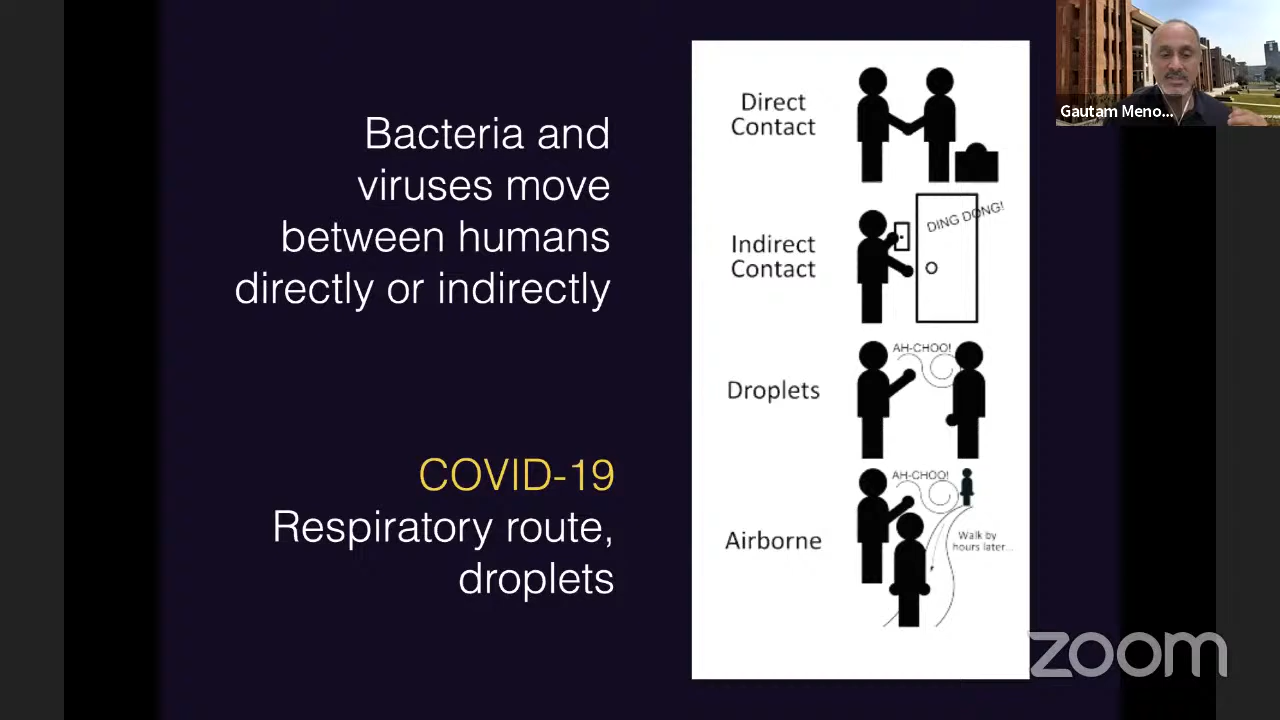 Bacteria and
viruses move
between humans
directly or indirectly
COVID-19
Respiratory route,
droplets
Direct
Contact
Indirect
Contact
DING DONG!
Droplets
AH-CHOO!
Airborne
AH-CHOO!
Walk by
hours later...
Gautam Meno...
zoom